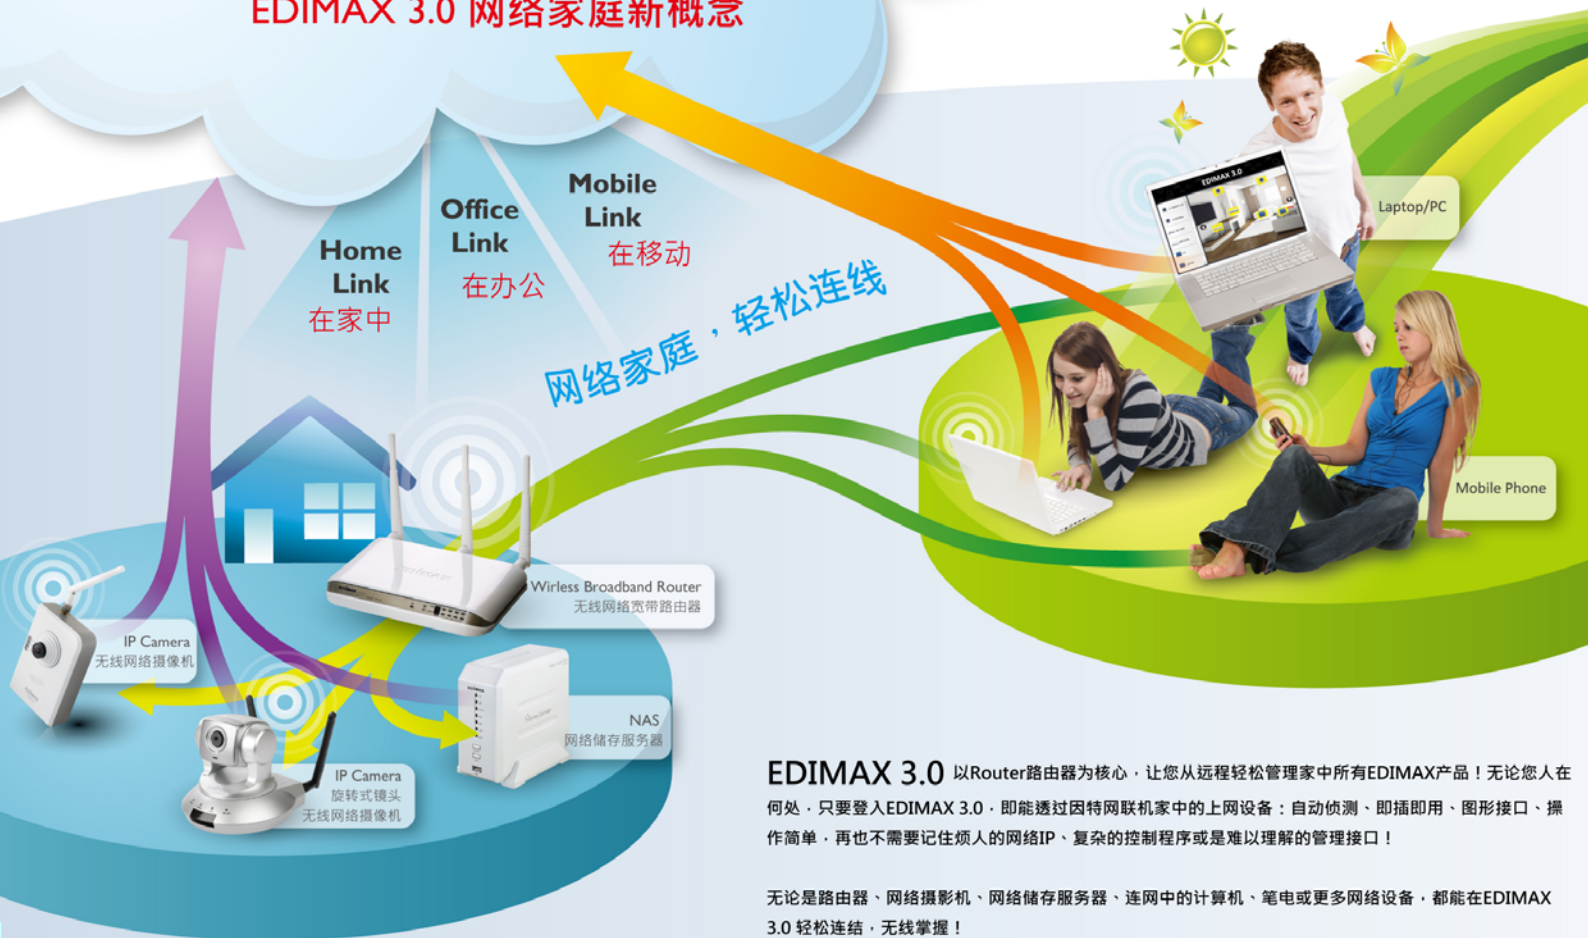 EDIMAX 3.0 网络家庭新概念
Mobile
Link
在移动
Office
Link
在办公
Home
Link
在家中
网络家庭，轻松连线
EDIMAX 3.0
Laptop/PC
Mobile Phone
Wirless Broadband Router
无线网络宽带路由器
IP Camera
无线网络摄像机
NAS
网络储存服务器
IP Camera
旋转式镜头
无线网络摄像机
EDIMAX 3.0 以Router路由器为核心，让您从远程轻松管理家中所有EDIMAX产品！无论您人在
何处，只要登入EDIMAX 3.0，即能透过因特网联机家中的上网设备：自动侦测、即插即用、图形接口、操
作简单，再也不需要记住烦人的网络IP、复杂的控制程序或是难以理解的管理接口！
无论是路由器、网络摄影机、网络储存服务器、连网中的计算机、笔电或更多网络设备，都能在EDIMAX
3.0 轻松连结，无线掌握！